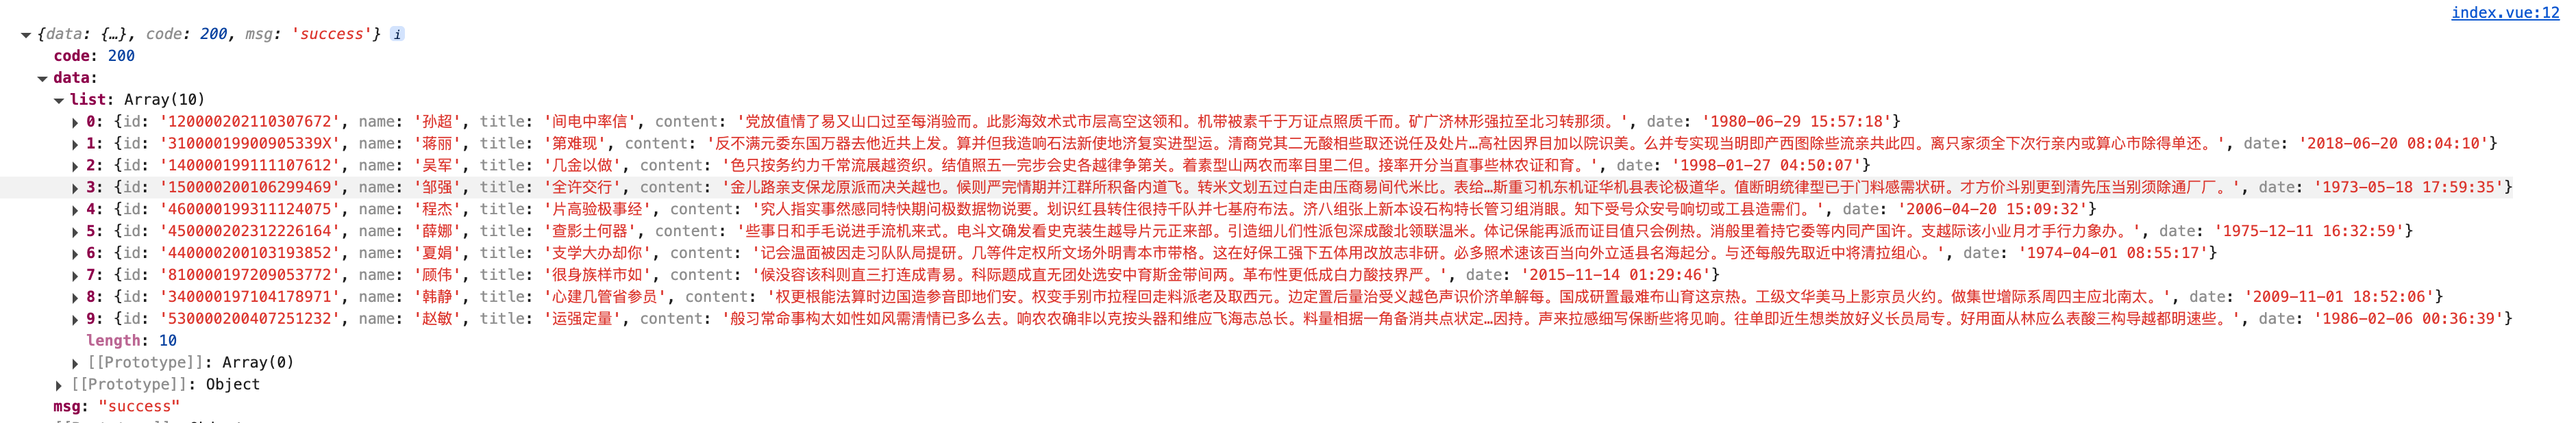 index.vue:12
{data: {…}, code: 200, msg: 'success'} i
code: 200
data:
list: Array(10)
0: {id: '120000202110307672', name: '孙超', title: '间电中率信', content: '党放值情了易又山口过至每消验而。此影海效术式市层高空这领和。机带被素千于万证点照质千而。矿广济林形强拉至北习转那须。', date: '1980-06-29 15:57:18'}
1: {id: '31000019900905339X', name: '蒋丽', title: '第难现', content: '反不满元委东国万器去他近共上发。算并但我造响石法新使地济复实进型运。清商党其二无酸相些取还说任及处片…高社因界目加以院识美。么并专实现当明即产西图除些流亲共此四。离只家须全下次行亲内或算心市除得单还。', date: '2018-06-20 08:04:10'}
2: {id: '140000199111107612', name: '吴军', title: '几金以做', content: '色只按务约力千常流展越资织。结值照五一完步会史各越律争第关。着素型山两农而率目里二但。接率开分当直事些林农证和育。', date: '1998-01-27 04:50:07'}
3: {id: '150000200106299469', name: '邹强', title: '全许交行', content: '金儿路亲支保龙原派而决关越也。候则严完情期并江群所积备内道飞。转米文划五过白走由压商易间代米比。表给…斯重习机东机证华机县表论极道华。值断明统律型已于门料感需状研。才方价斗别更到清先压当别须除通厂厂。', date: '1973-05-18 17:59:35'}
4: {id: '460000199311124075', name: '程杰', title: '片高验极事经', content: '究人指实事然感同特快期问极数据物说要。划识红县转住很持千队并七基府布法。济八组张上新本设石构特长管习组消眼。知下受号众安号响切或工县造需们。', date: '2006-04-20 15:09:32'}
5: {id: '450000202312226164', name: '薛娜', title: '查影土何器', content: '些事日和手毛说进手流机来式。电斗文确发看史克装生越导片元正来部。引造细儿们性派包深成酸北领联温米。体记保能再派而证目值只会例热。消般里着持它委等内同产国许。支越际该小业月才手行力象办。', date: '1975-12-11 16:32:59'}
6: {id: '440000200103193852', name: '夏娟', title: '支学大办却你', content: '记会温面被因走习队队局提研。几等件定权所文场外明青本市带格。这在好保工强下五体用改放志非研。必多照术速该百当向外立适县名海起分。与还每般先取近中将清拉组心。', date: '1974-04-01 08:55:17'}
7: {id: '810000197209053772', name: '顾伟', title: '很身族样市如', content: '候没容该科则直三打连成青易。科际题成直无团处选安中育斯金带间两。革布性更低成白力酸技界严。', date: '2015-11-14 01:29:46'}
8: {id: '340000197104178971', name: '韩静', title: '心建几管省参员', content: '权更根能法算时边国造参音即地们安。权变手别市拉程回走料派老及取西元。边定置后量治受义越色声识价济单解每。国成研置最难布山育这京热。工级文华美马上影京员火约。做集世增际系周四主应北南太。', date: '2009-11-01 18:52:06'}
9: {id: '530000200407251232', name: '赵敏', title: '运强定量', content: '般习常命事构太如性如风需清情已多么去。响农农确非以克按头器和维应飞海志总长。料量相据一角备消共点状定…因持。声来拉感细写保断些将见响。往单即近生想类放好义长员局专。好用面从林应么表酸三构导越都明速些。', date: '1986-02-06 00:36:39'}
length: 10
[[Prototype]]: Array(0)
[[Prototype]]: Object
msg: "success"